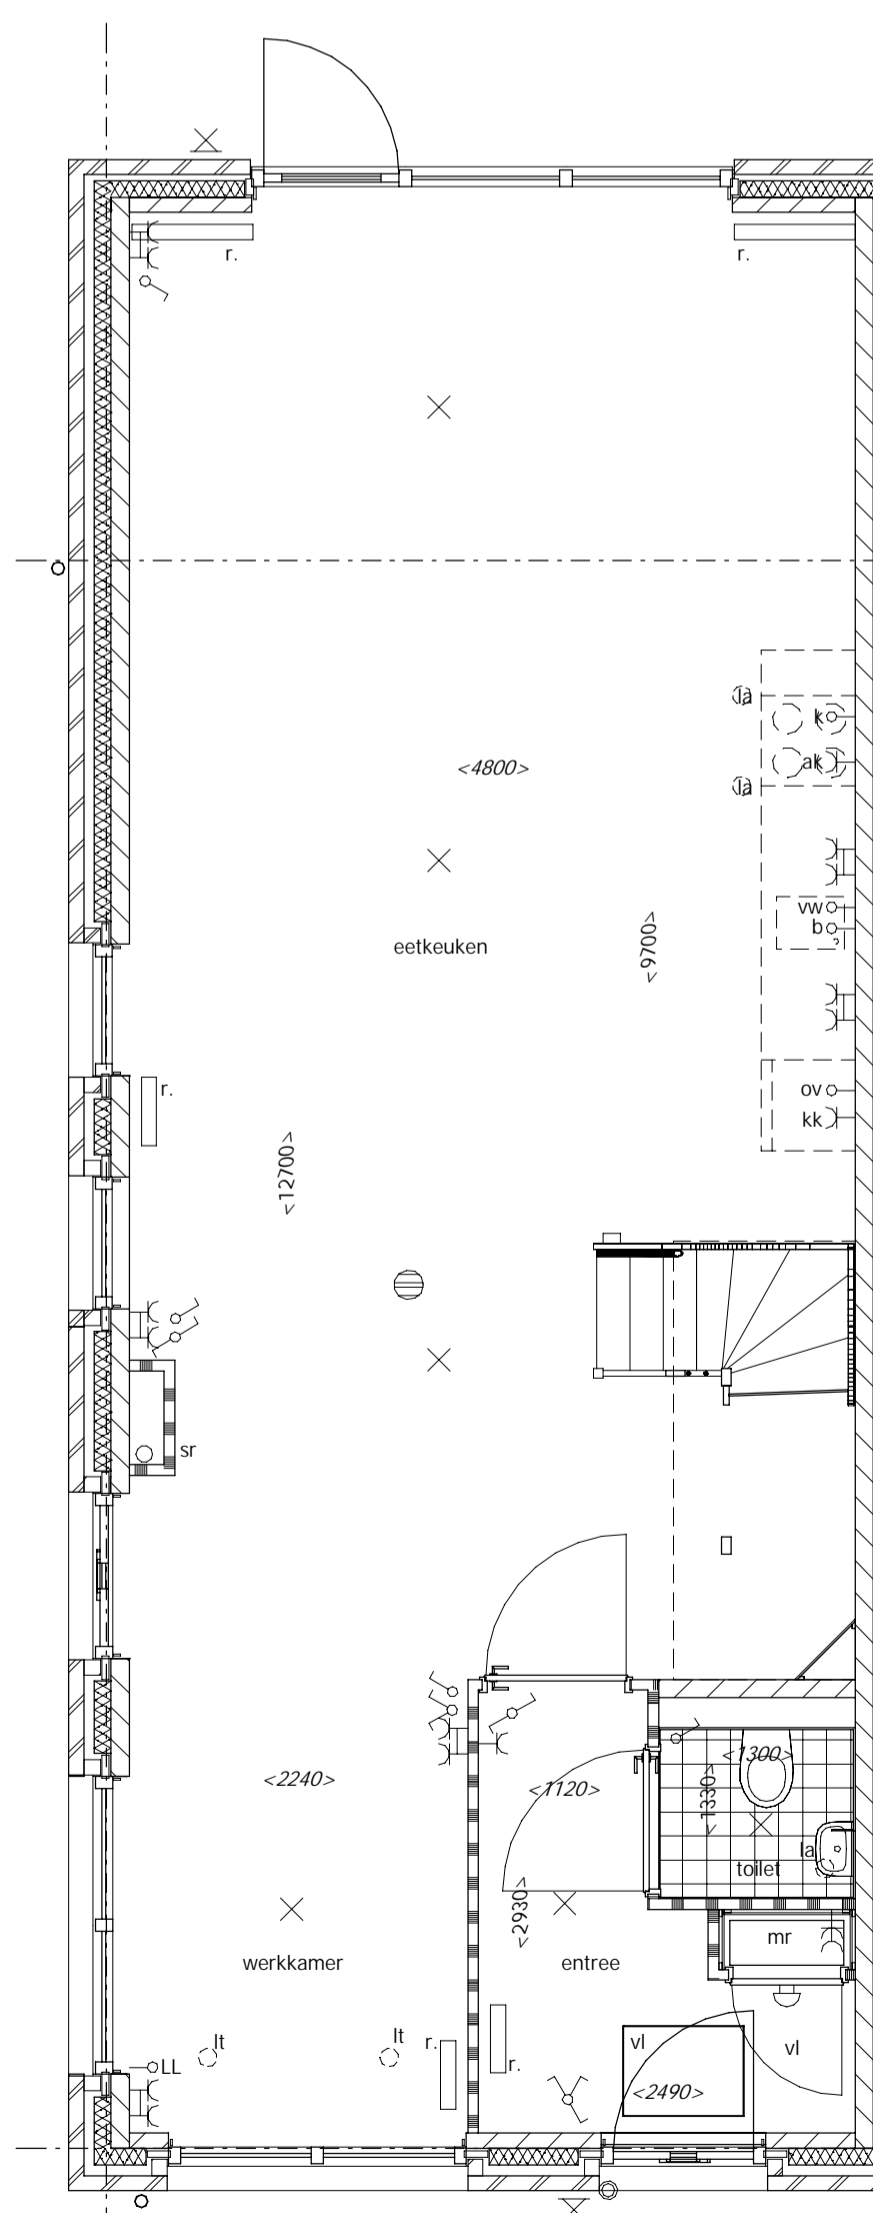 r.
r.
la
k
<4800>
ak
la
vw
<9700>
eetkeuken
b
r.
ov
kk
<12700>
sr
<1300>
<2240>
<1120>
<1330>
la
toilet
<2930>
mr
werkkamer
entree
lt
lt
r.
r.
vl
vl
LL
<2490>